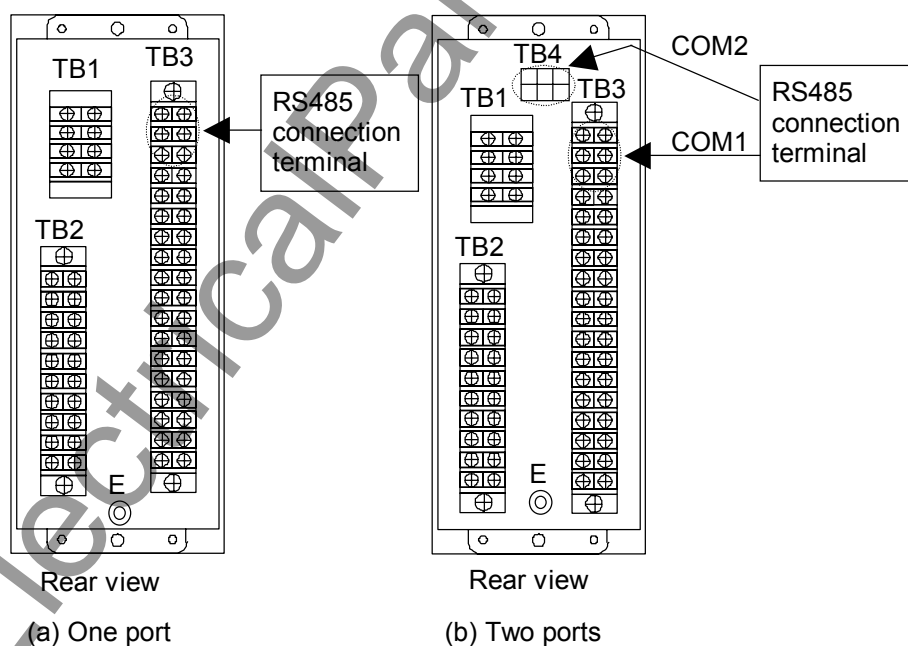 TB1
TB3
TB2
E
RS485
connection
terminal
Rear view
(a) One port
TB4
TB1
TB3
TB2
E
COM2
COM1
RS485
connection
terminal
Rear view
(b) Two ports